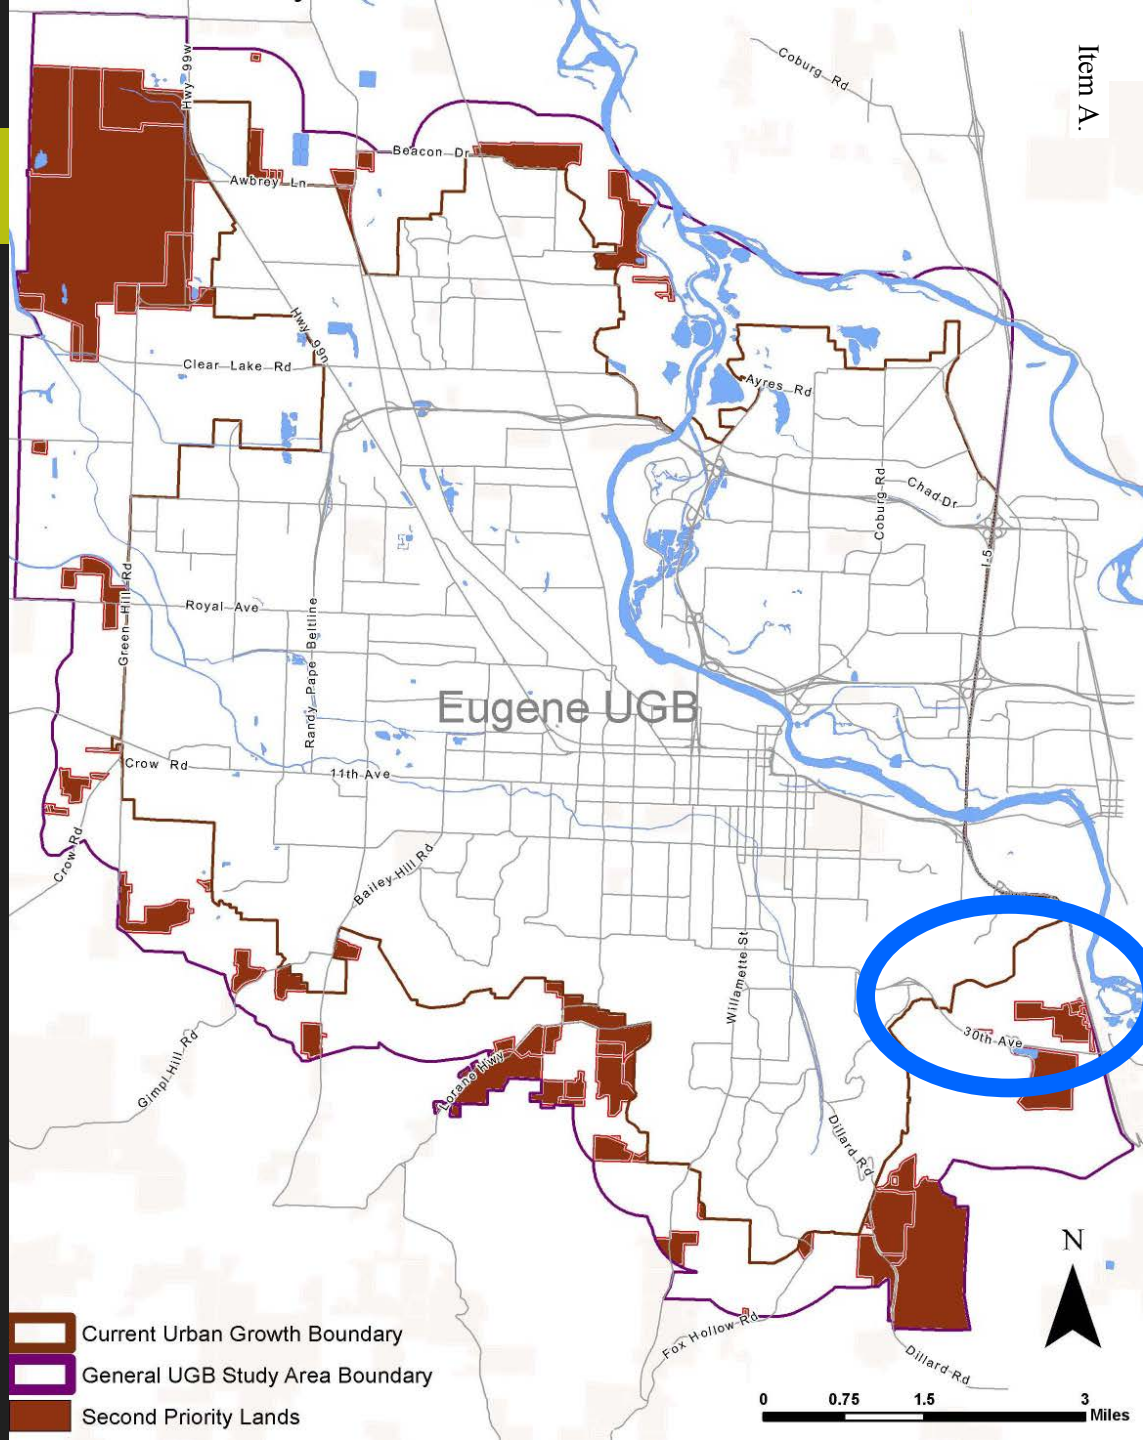 Item A.
Coburg Rd
Hwy 99w
Beacon Dr
Awbrey Ln
Hwy 99n
Clear Lake Rd
Ayres Rd
Coburg Rd
Chad Dr
I-5
Green Hill Rd
Royal Ave
Randy Pape Beltline
Eugene UGB
Crow Rd
11th Ave
Crow Rd
Bailey Hill Rd
Willamette St
30th Ave
Gimpl Hill Rd
Lorane Hwy
Dillard Rd
N
Fox Hollow Rd
Dillard Rd
Current Urban Growth Boundary
General UGB Study Area Boundary
Second Priority Lands
0 0.75 1.5 3
Miles